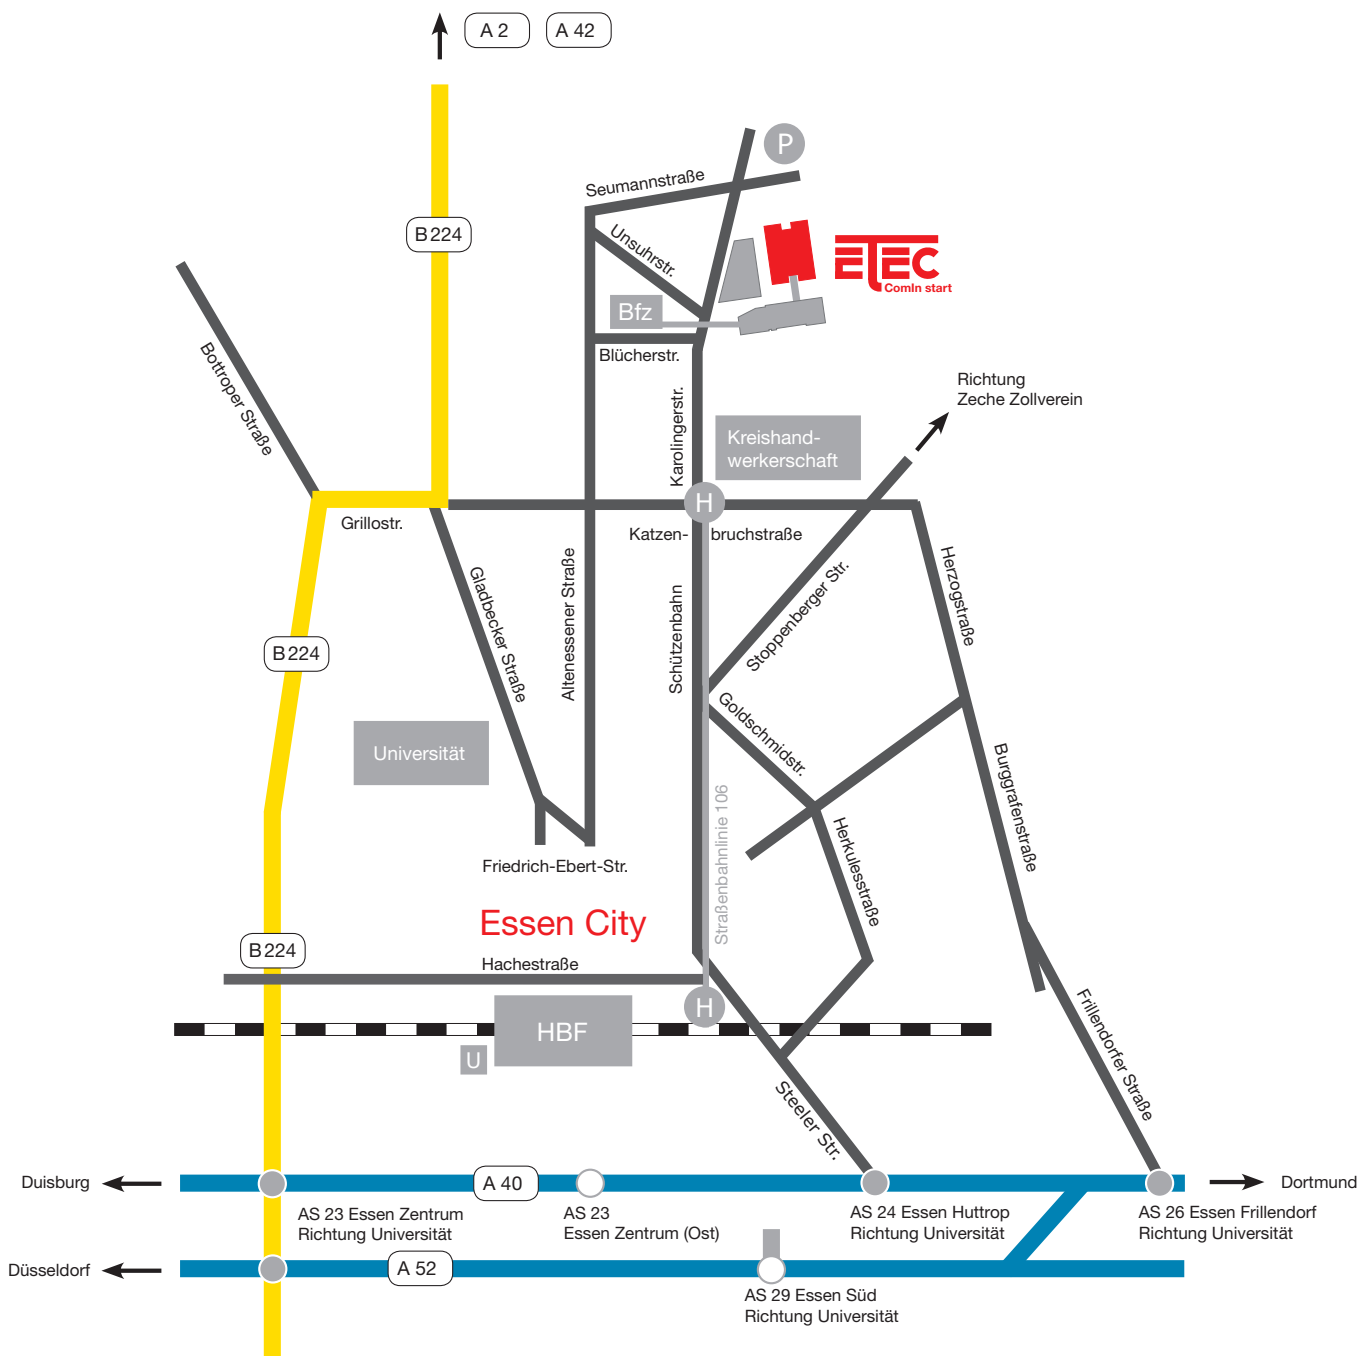 A 2
A 42
P
Seumannstraße
B 224
Unsuhrstr.
ETEC
ComIn start
Bfz
Blücherstr.
Bottroper Straße
Richtung
Zeche Zollverein
Karolingerstr.
Kreishand-
werkerschaft
H
Grillostr.
Katzen- bruchstraße
Gladbecker Straße
Altenessener Straße
Schützenbahn
Stoppenberger Str.
Herzogstraße
B 224
Goldschmidstr.
Universität
Burggrafenstraße
Straßenbahnlinie 106
Herkulesstraße
Friedrich-Ebert-Str.
Essen City
B 224
Hachestraße
H
HBF
U
Frillendorfer Straße
Steeler Str.
Duisburg
A 40
Dortmund
AS 23 Essen Zentrum
Richtung Universität
AS 23
Essen Zentrum (Ost)
AS 24 Essen Huttrop
Richtung Universität
AS 26 Essen Frillendorf
Richtung Universität
Düsseldorf
A 52
AS 29 Essen Süd
Richtung Universität